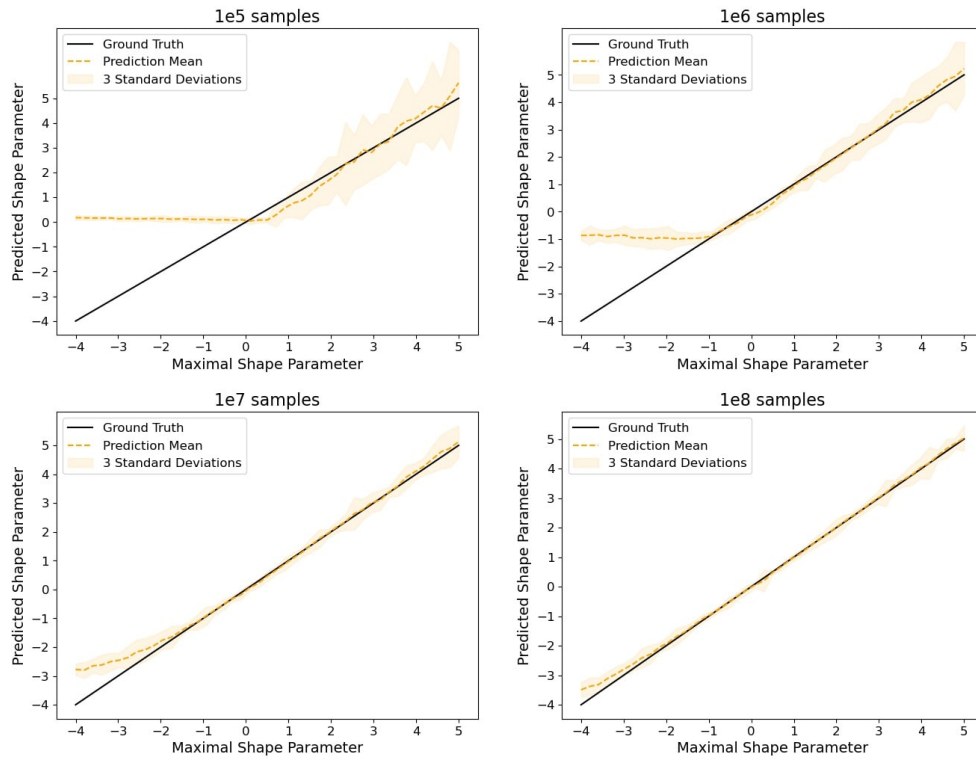 1e5 samples
Ground Truth
Prediction Mean
3 Standard Deviations
5
4
3
2
1
0
−1
−2
−3
−4
Predicted Shape Parameter
−4 −3 −2 −1 0 1 2 3 4 5
Maximal Shape Parameter
1e6 samples
Ground Truth
Prediction Mean
3 Standard Deviations
5
4
3
2
1
0
−1
−2
−3
−4
Predicted Shape Parameter
−4 −3 −2 −1 0 1 2 3 4 5
Maximal Shape Parameter
1e7 samples
Ground Truth
Prediction Mean
3 Standard Deviations
5
4
3
2
1
0
−1
−2
−3
−4
Predicted Shape Parameter
−4 −3 −2 −1 0 1 2 3 4 5
Maximal Shape Parameter
1e8 samples
Ground Truth
Prediction Mean
3 Standard Deviations
5
4
3
2
1
0
−1
−2
−3
−4
Predicted Shape Parameter
−4 −3 −2 −1 0 1 2 3 4 5
Maximal Shape Parameter